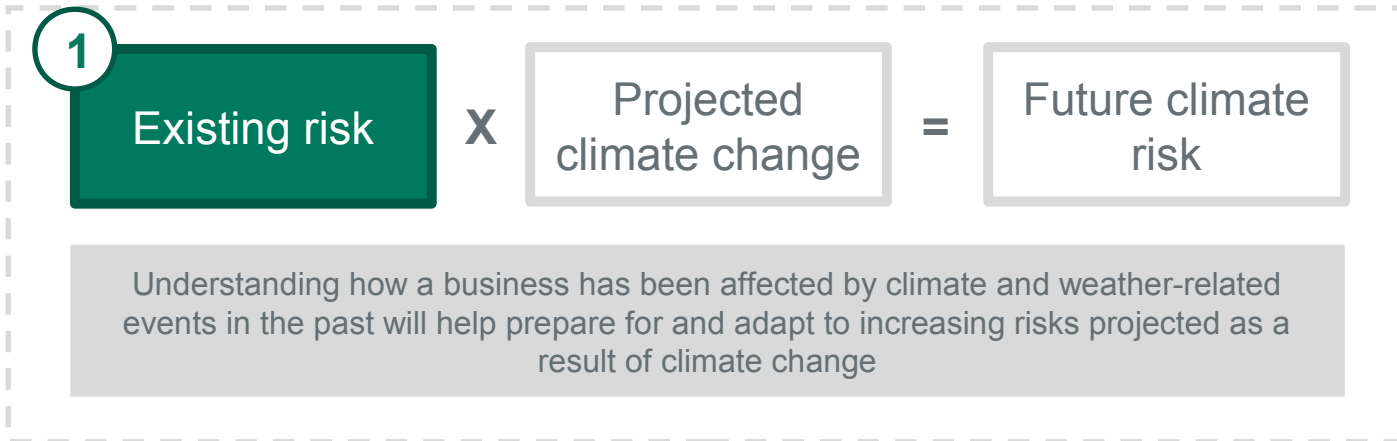 1
Existing risk X Projected climate change = Future climate risk
Understanding how a business has been affected by climate and weather-related
events in the past will help prepare for and adapt to increasing risks projected as a
result of climate change